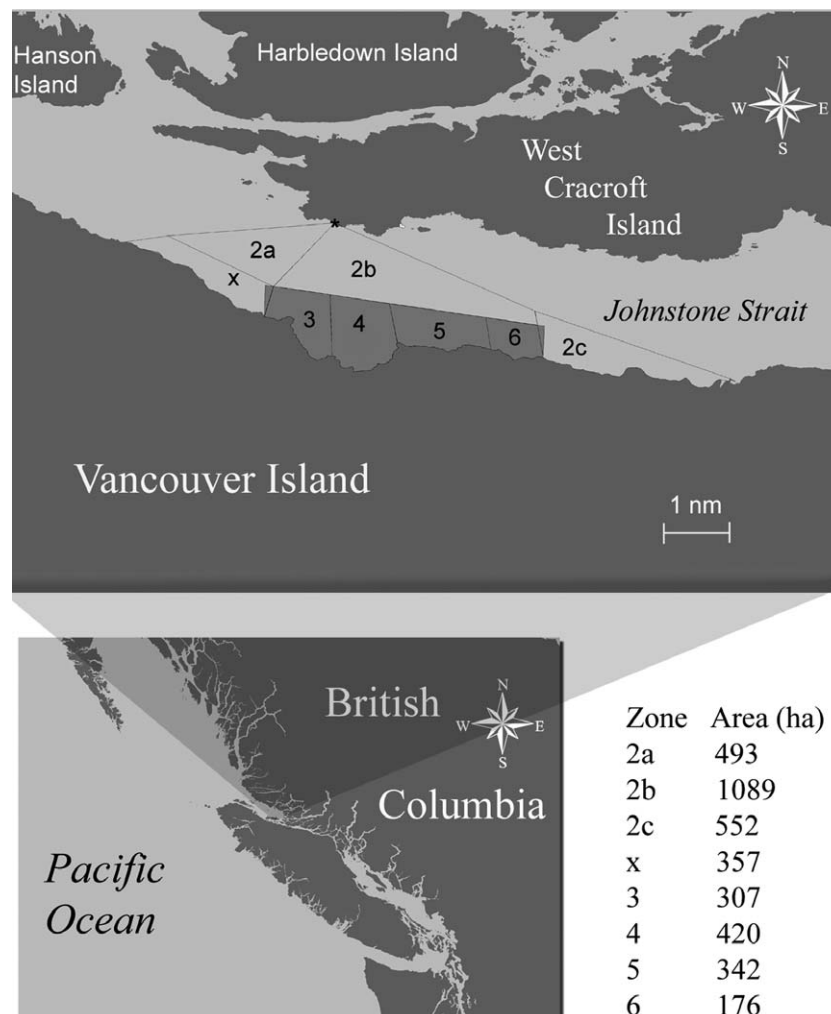 Hanson
Island
Harbledown Island
N
W E
S
West
Cracroft
Island
*
2a
2b
x
Johnstone Strait
3
4
5
6
2c
Vancouver Island
1 nm
British
N
W E
S
Columbia
Pacific
Ocean
Zone Area (ha)
2a 493
2b 1089
2c 552
x 357
3 307
4 420
5 342
6 176